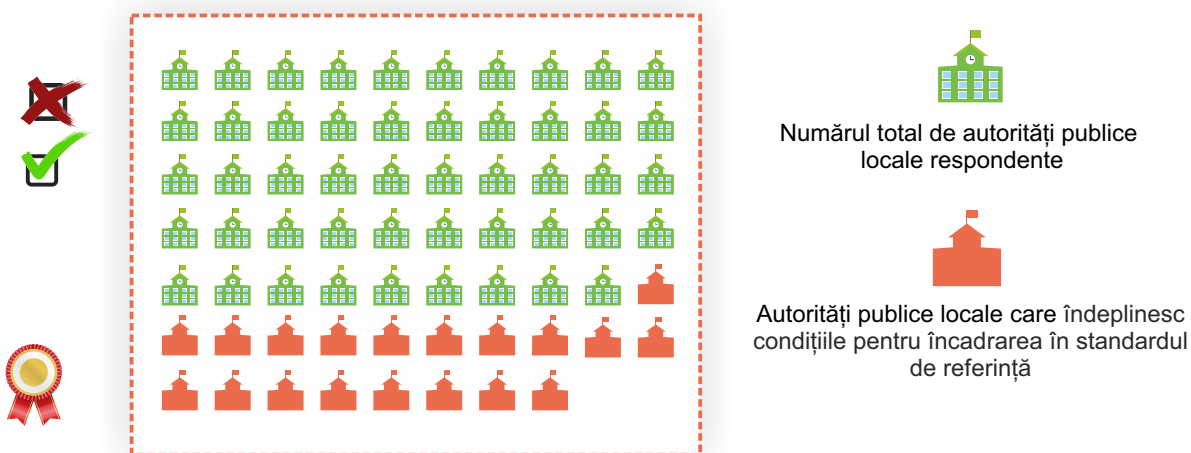 Numărul total de autorități publice
locale respondente
Autorități publice locale care îndeplinesc
condițiile pentru încadrarea în standardul
de referință